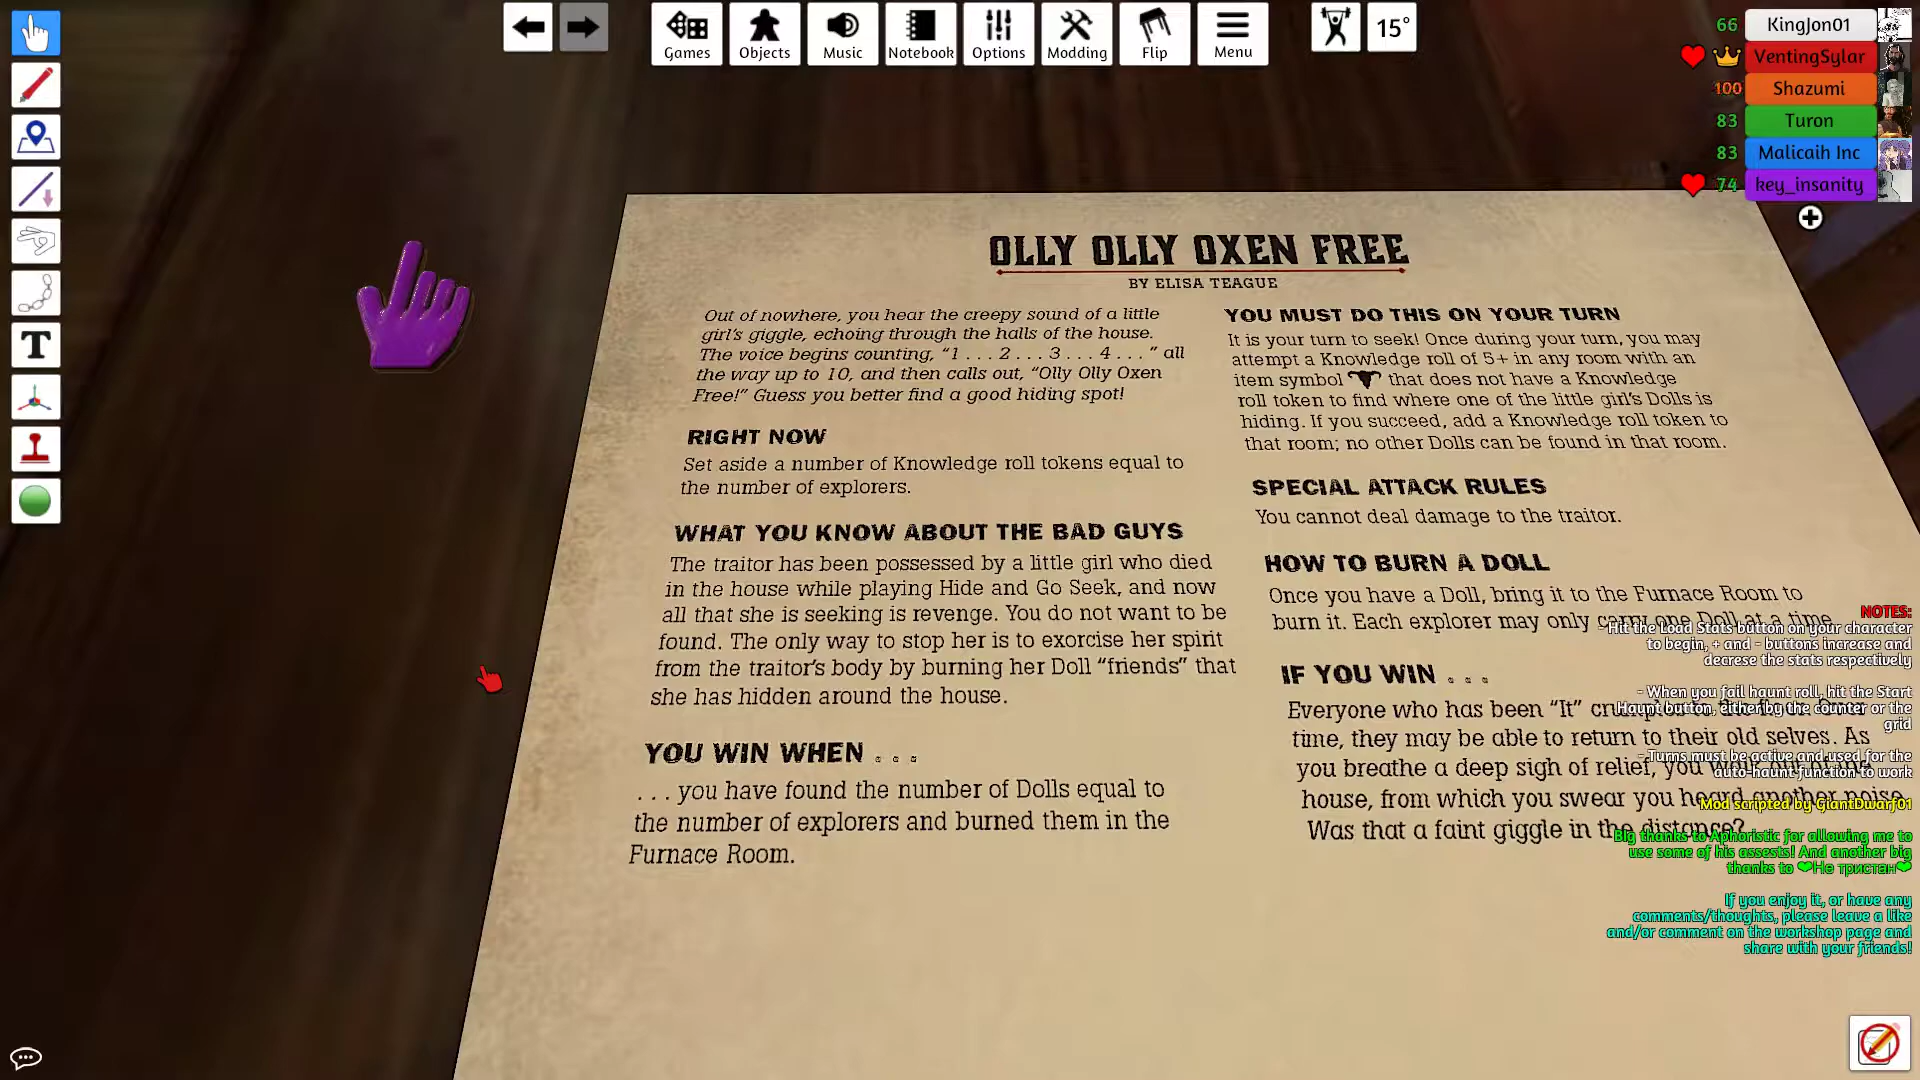 Games
Objects
Music
Notebook
Options
Modding
Flip
Menu
15°
66 KingJon01
VentingSylar
100 Shazumi
83 Turon
83 Malicaih Inc
74 key_insanity
T
OLLY OLLY OXEN FREE
BY ELISA TEAGUE
Out of nowhere, you hear the creepy sound of a little
girl's giggle, echoing through the halls of the house.
The voice begins counting, “1 . . . 2 . . . 3 . . . 4 . . . ” all
the way up to 10, and then calls out, “Olly Olly Oxen
Free!” Guess you better find a good hiding spot!
RIGHT NOW
Set aside a number of Knowledge roll tokens equal to
the number of explorers.
WHAT YOU KNOW ABOUT THE BAD GUYS
The traitor has been possessed by a little girl who died
in the house while playing Hide and Go Seek, and now
all that she is seeking is revenge. You do not want to be
found. The only way to stop her is to exorcise her spirit
from the traitor's body by burning her Doll “friends” that
she has hidden around the house.
YOU WIN WHEN . . .
. . . you have found the number of Dolls equal to
the number of explorers and burned them in the
Furnace Room.
YOU MUST DO THIS ON YOUR TURN
It is your turn to seek! Once during your turn, you may
attempt a Knowledge roll of 5+ in any room with an
item symbol that does not have a Knowledge
roll token to find where one of the little girl's Dolls is
hiding. If you succeed, add a Knowledge roll token to
that room; no other Dolls can be found in that room.
SPECIAL ATTACK RULES
You cannot deal damage to the traitor.
HOW TO BURN A DOLL
Once you have a Doll, bring it to the Furnace Room to
burn it. Each explorer may only carry one Doll at a time.
IF YOU WIN . . .
Everyone who has been “It”
time, they may be able to return to their old selves. As
you breathe a deep sigh of relief, you
house, from which you swear you heard another noise.
Was that a faint giggle in the distance?
NOTES:
- Hit the Load Stats button on your character
to begin, + and - buttons increase and
decrese the stats respectively
- When you fail haunt roll, hit the Start
Haunt button, either by the counter or the
grid
- Turns must be active and used for the
auto-haunt function to work
Mod scripted by GiantDwarf01
Big thanks to Aphoristic for allowing me to
use some of his assests! And another big
thanks to ❤Не тристан❤
If you enjoy it, or have any
comments/thoughts, please leave a like
and/or comment on the workshop page and
share with your friends!